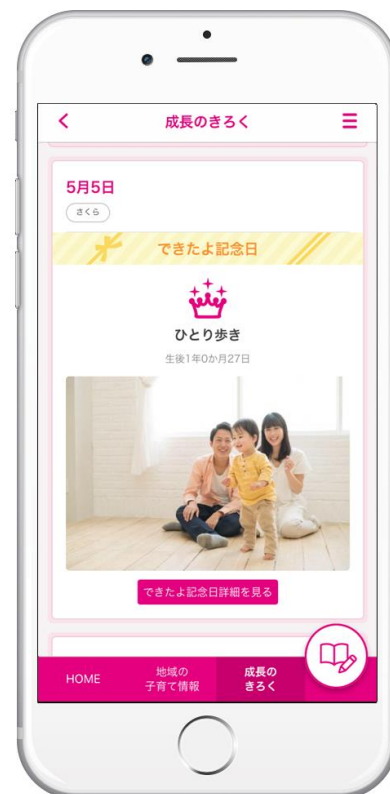 成長のきろく
5月5日
さくら
できたよ記念日
ひとり歩き
生後1年0か月27日
できたよ記念日詳細を見る
HOME
地域の
子育て情報
成長の
きろく